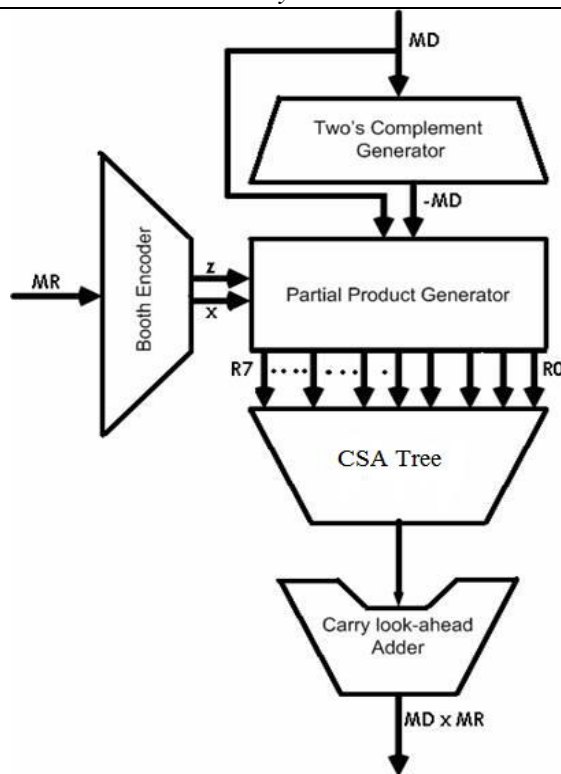 y
MD
Two's Complement
Generator
-MD
Booth Encoder
MR
z
x
Partial Product Generator
R7
R0
CSA Tree
Carry look-ahead
Adder
MD x MR